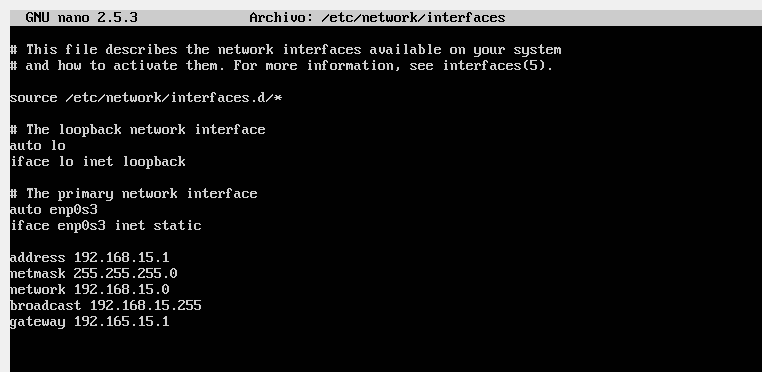 GNU nano 2.5.3 Archivo: /etc/network/interfaces
# This file describes the network interfaces available on your system
# and how to activate them. For more information, see interfaces(5).
source /etc/network/interfaces.d/*
# The loopback network interface
auto lo
iface lo inet loopback
# The primary network interface
auto enp0s3
iface enp0s3 inet static
address 192.168.15.1
netmask 255.255.255.0
network 192.168.15.0
broadcast 192.168.15.255
gateway 192.165.15.1